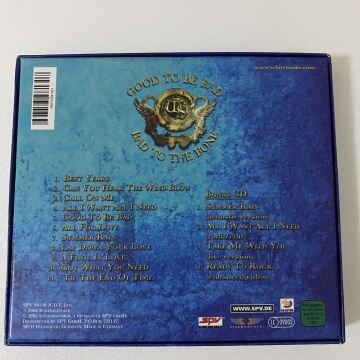 www.whitesnake.com
GOOD TO BE BAD
BAD TO THE BONE
1. BEST YEARS
2. CAN YOU HEAR THE WIND BLOW
3. CALL ON ME
4. ALL I WANT ALL I NEED
5. GOOD TO BE BAD
6. ALL FOR LOVE
7. SUMMER RAIN
8. LAY DOWN YOUR LOVE
9. A FOOL IN LOVE
10. GOT WHAT YOU NEED
11. TIL THE END OF TIME
BONUS CD
1. SUMMER RAIN
(acoustic version)
2. ALL I WANT ALL I NEED
(radio edit)
3. TAKE ME WITH YOU
(live version)
4. READY TO ROCK
(enhanced video)
SPV
WWW.SPV.DE
SPV
LC 09002